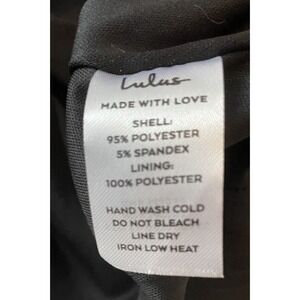 Lulus
MADE WITH LOVE
SHELL:
95% POLYESTER
5% SPANDEX
LINING:
100% POLYESTER
HAND WASH COLD
DO NOT BLEACH
LINE DRY
IRON LOW HEAT